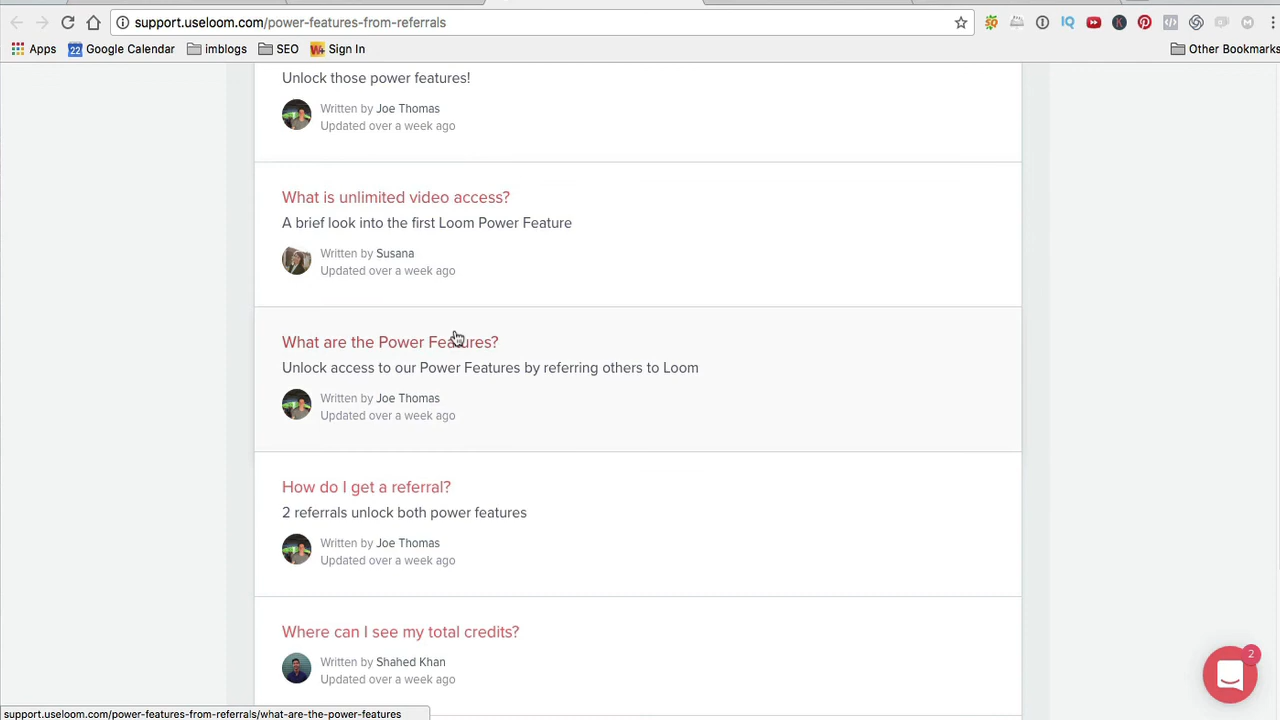 support.useloom.com/power-features-from-referrals
Apps
22
Google Calendar
imblogs
SEO
Sign In
Other Bookmarks
Unlock those power features!
Written by Joe Thomas
Updated over a week ago
What is unlimited video access?
A brief look into the first Loom Power Feature
Written by Susana
Updated over a week ago
What are the Power Features?
Unlock access to our Power Features by referring others to Loom
Written by Joe Thomas
Updated over a week ago
How do I get a referral?
2 referrals unlock both power features
Written by Joe Thomas
Updated over a week ago
Where can I see my total credits?
Written by Shahed Khan
Updated over a week ago
2
support.useloom.com/power-features-from-referrals/what-are-the-power-features